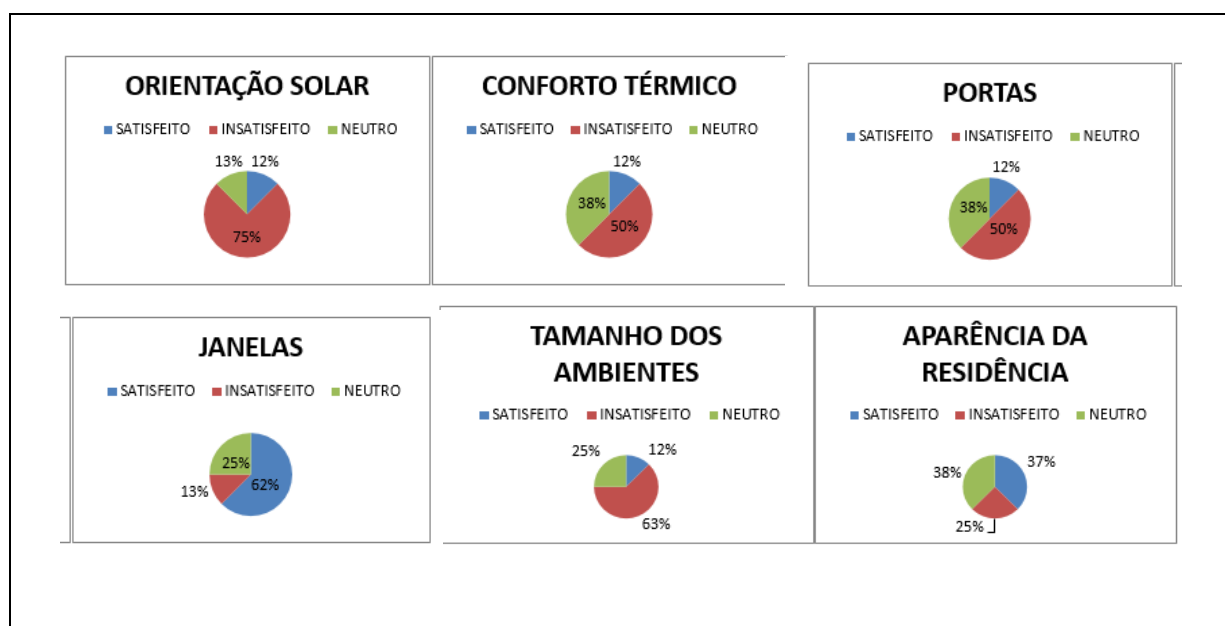 ORIENTAÇÃO SOLAR
SATISFEITO INSATISFEITO NEUTRO
13% 12%
75%
CONFORTO TÉRMICO
SATISFEITO INSATISFEITO NEUTRO
12%
38%
50%
PORTAS
SATISFEITO INSATISFEITO NEUTRO
12%
38%
50%
JANELAS
SATISFEITO INSATISFEITO NEUTRO
25%
62%
13%
TAMANHO DOS
AMBIENTES
SATISFEITO INSATISFEITO NEUTRO
25% 12%
63%
APARÊNCIA DA
RESIDÊNCIA
SATISFEITO INSATISFEITO NEUTRO
37%
38%
25%